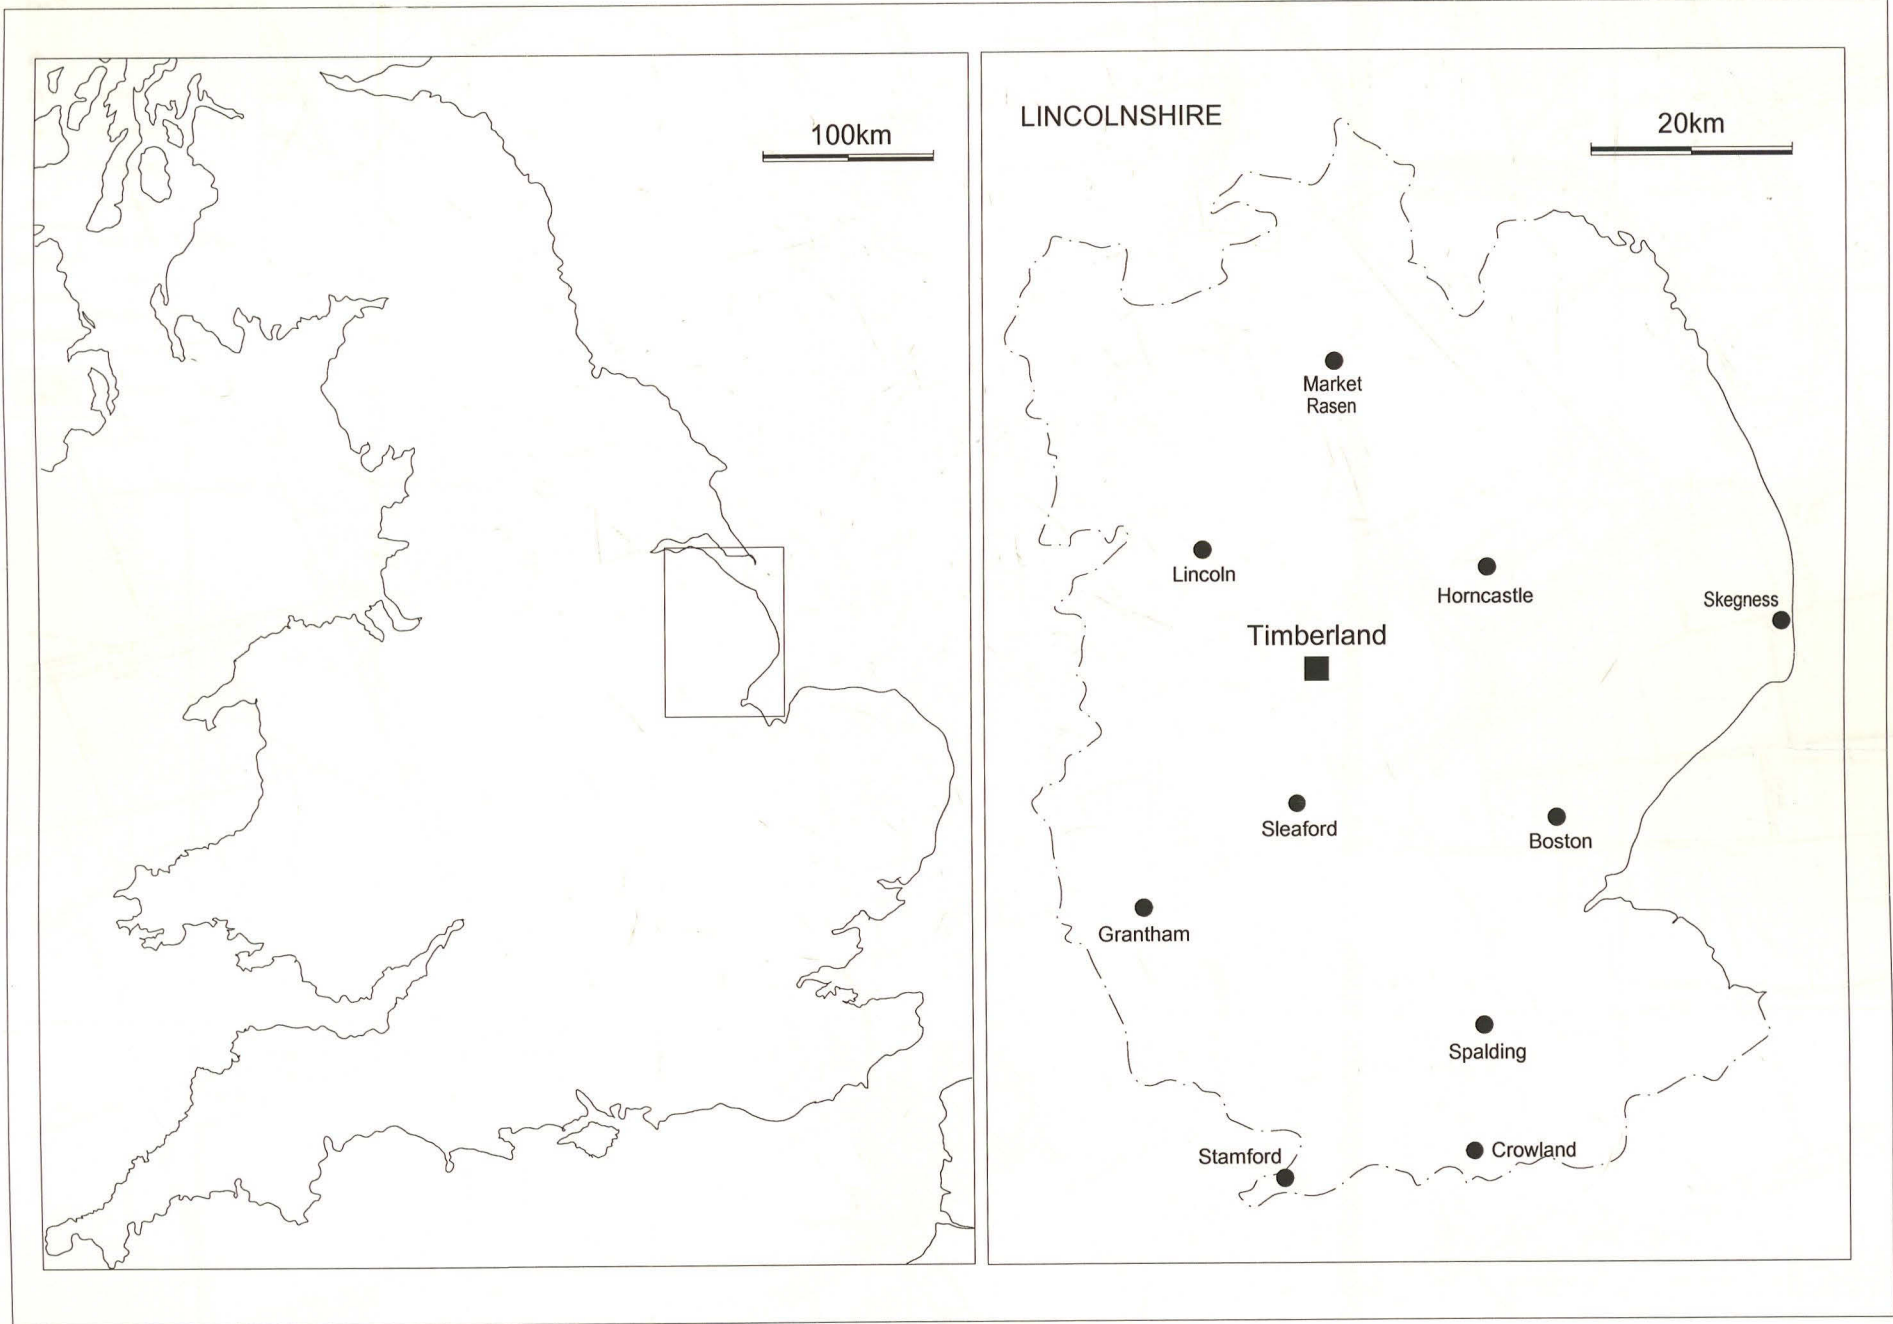 100km
LINCOLNSHIRE
20km
Market
Rasen
Lincoln
Horncastle
Skegness
Timberland
Sleaford
Boston
Grantham
Spalding
Stamford
Crowland